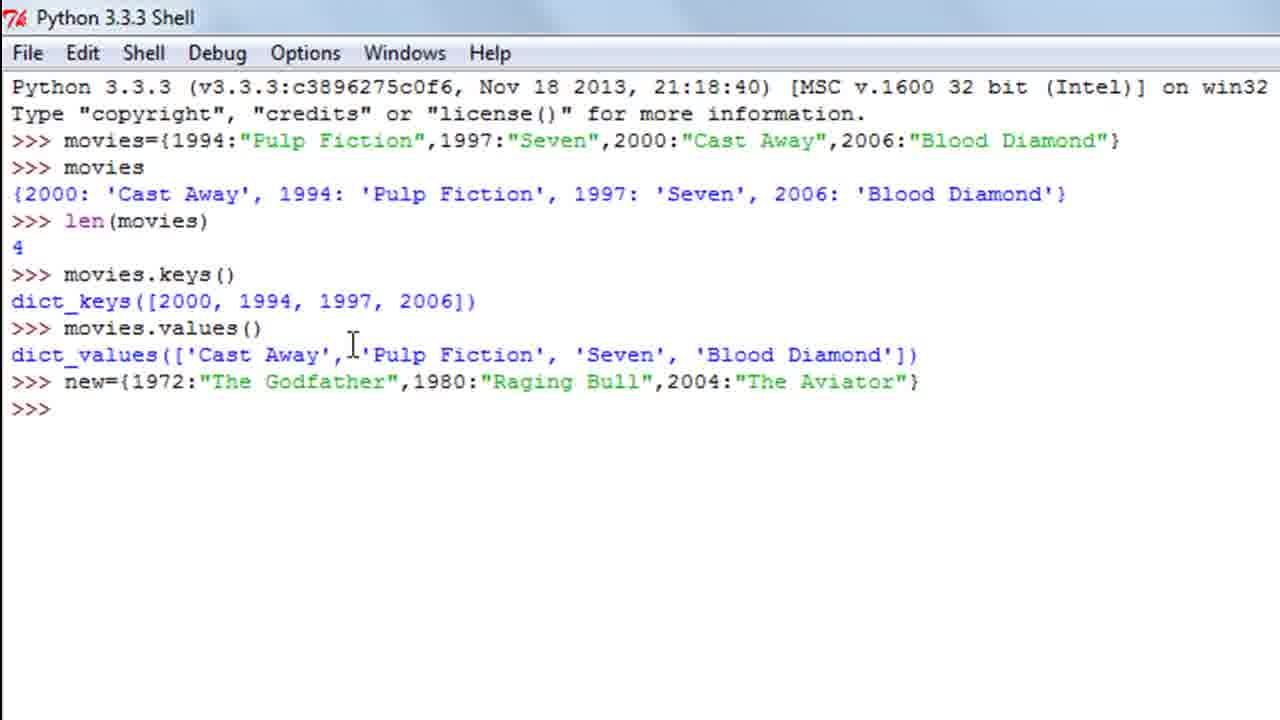 Python 3.3.3 Shell
File Edit Shell Debug Options Windows Help
Python 3.3.3 (v3.3.3:c3896275c0f6, Nov 18 2013, 21:18:40) [MSC v.1600 32 bit (Intel)] on win32
Type "copyright", "credits" or "license()" for more information.
>>> movies={1994:"Pulp Fiction",1997:"Seven",2000:"Cast Away",2006:"Blood Diamond"}
>>> movies
{2000: 'Cast Away', 1994: 'Pulp Fiction', 1997: 'Seven', 2006: 'Blood Diamond'}
>>> len(movies)
4
>>> movies.keys()
dict_keys([2000, 1994, 1997, 2006])
>>> movies.values()
dict_values(['Cast Away', 'Pulp Fiction', 'Seven', 'Blood Diamond'])
>>> new={1972:"The Godfather",1980:"Raging Bull",2004:"The Aviator"}
>>>